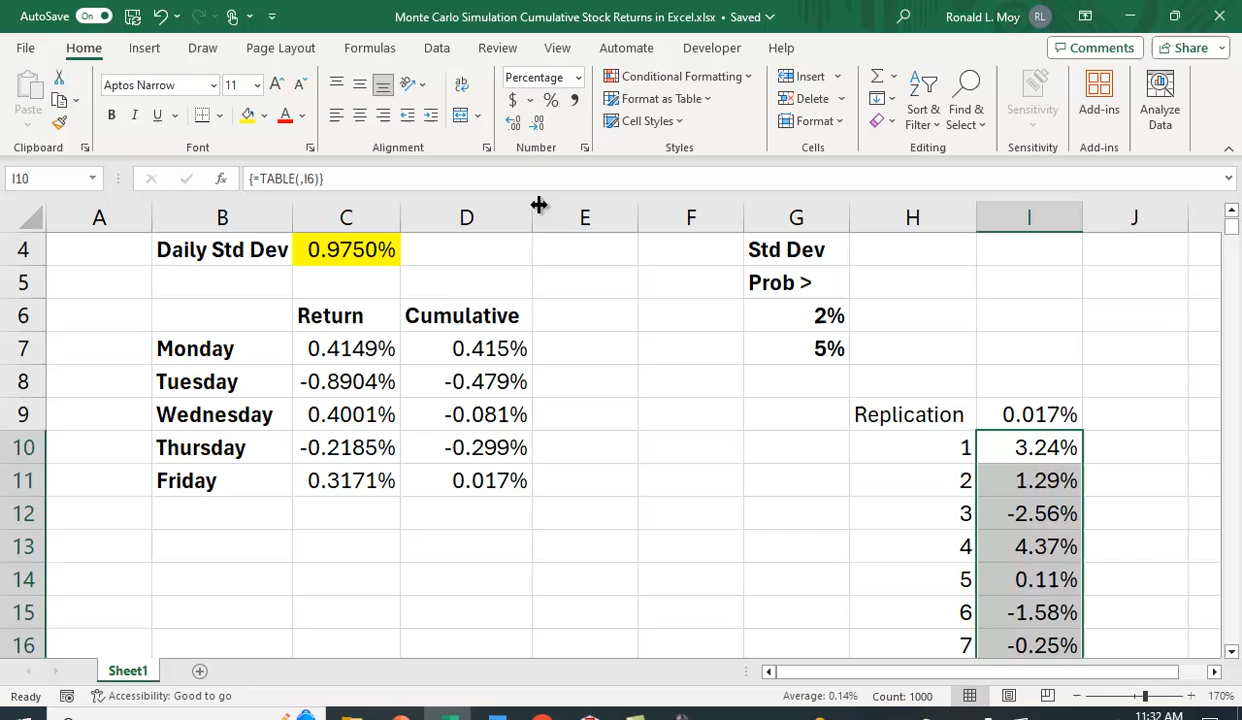 AutoSave On Monte Carlo Simulation Cumulative Stock Returns in Excel.xlsx - Saved Ronald L. Moy RL
File Home Insert Draw Page Layout Formulas Data Review View Automate Developer Help Comments Share
Paste Aptos Narrow 11 A A ab Percentage Conditional Formatting Insert Σ Sort & Filter Find & Select Sensitivity Add-ins Analyze Data
B I U A $ % , Format as Table Delete
Cell Styles Format
Clipboard Font Alignment Number Styles Cells Editing Sensitivity Add-ins
I10 fx {=TABLE(,I6)}
A B C D E F G H I J
4 Daily Std Dev 0.9750% Std Dev
5 Prob >
6 Return Cumulative 2%
7 Monday 0.4149% 0.415% 5%
8 Tuesday -0.8904% -0.479%
9 Wednesday 0.4001% -0.081% Replication 0.017%
10 Thursday -0.2185% -0.299% 1 3.24%
11 Friday 0.3171% 0.017% 2 1.29%
12 3 -2.56%
13 4 4.37%
14 5 0.11%
15 6 -1.58%
16 7 -0.25%
Sheet1
Ready Accessibility: Good to go Average: 0.14% Count: 1000 170%
11:32 AM